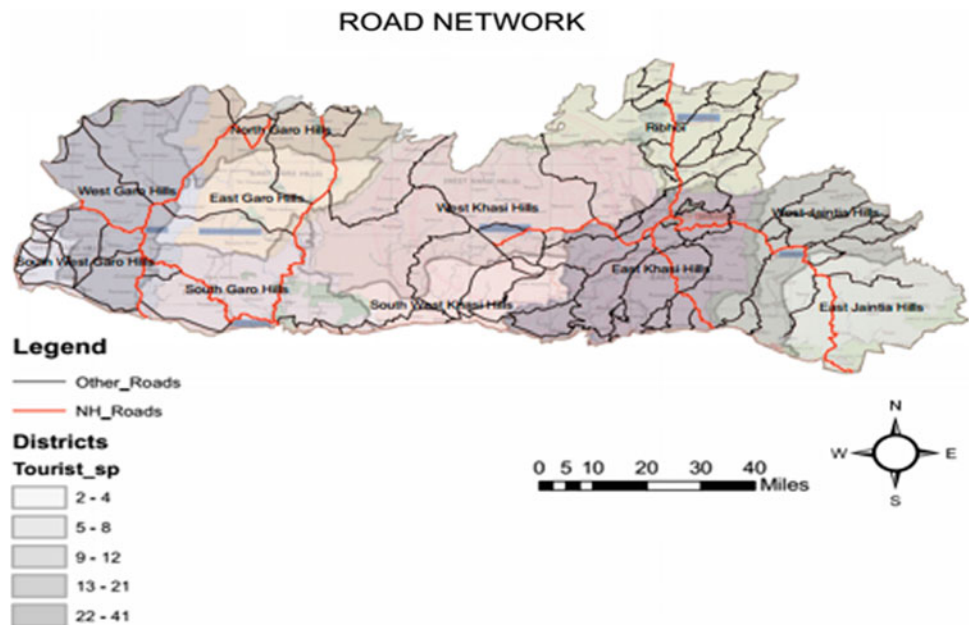 ROAD NETWORK
North Garo Hills
Ribhoi
West Garo Hills
East Garo Hills
West Khasi Hills
West Jaintia Hills
South West Garo Hills
South Garo Hills
East Khasi Hills
South West Khasi Hills
East Jaintia Hills
Legend
Other_Roads
NH_Roads
Districts
Tourist_sp
2 - 4
5 - 8
9 - 12
13 - 21
22 - 41
0 5 10 20 30 40
Miles
N
W E
S